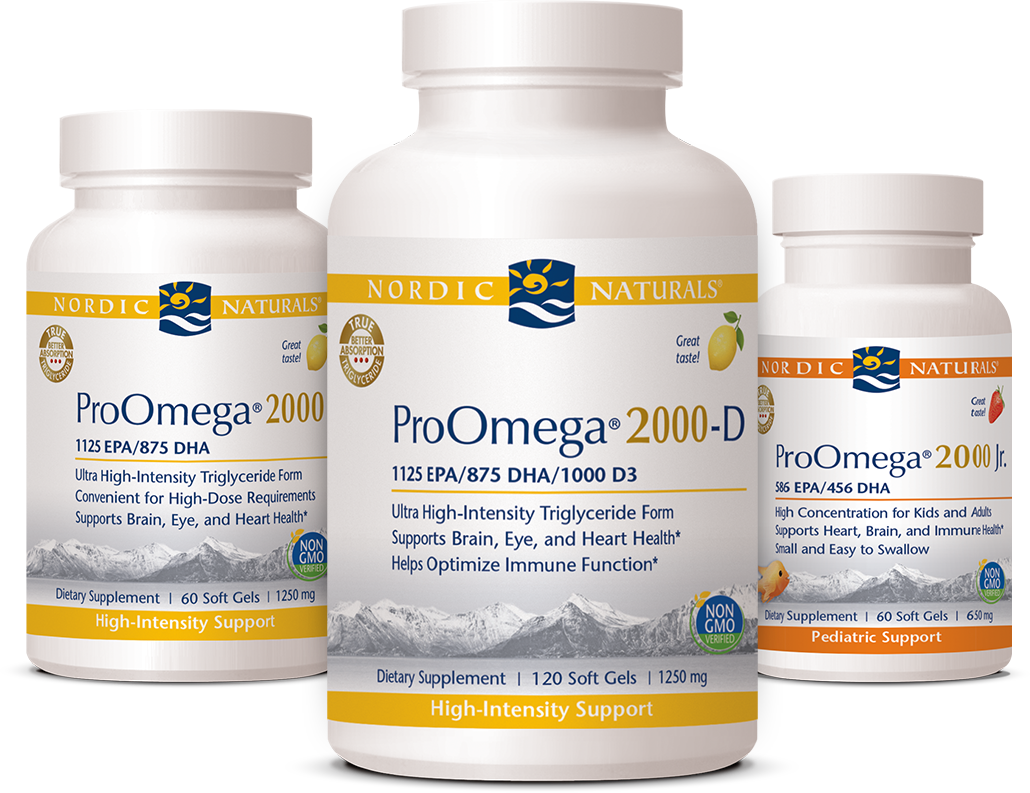 NORDIC NATURALS®
TRUE
BETTER
ABSORPTION
TRIGLYCERIDE
Great
taste!
ProOmega® 2000
1125 EPA/875 DHA
Ultra High-Intensity Triglyceride Form
Convenient for High-Dose Requirements
Supports Brain, Eye, and Heart Health*
NON
GMO
VERIFIED
Dietary Supplement | 60 Soft Gels | 1250 mg
High-Intensity Support
NORDIC NATURALS®
TRUE
BETTER
ABSORPTION
TRIGLYCERIDE
Great
taste!
ProOmega® 2000-D
1125 EPA/875 DHA/1000 D3
Ultra High-Intensity Triglyceride Form
Supports Brain, Eye, and Heart Health*
Helps Optimize Immune Function*
NON
GMO
VERIFIED
Dietary Supplement | 120 Soft Gels | 1250 mg
High-Intensity Support
NORDIC NATURALS®
Great
taste!
ProOmega® 2000 Jr.
586 EPA/456 DHA
High Concentration for Kids and Adults
Supports Heart, Brain, and Immune Health*
Small and Easy to Swallow
NON
GMO
VERIFIED
Dietary Supplement | 60 Soft Gels | 650 mg
Pediatric Support